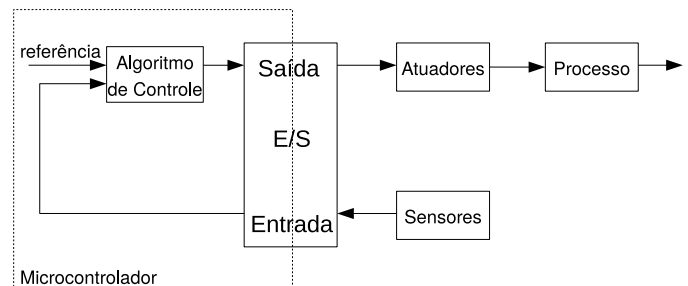 referência
Algoritmo
de Controle
Saída
E/S
Entrada
Atuadores
Processo
Sensores
Microcontrolador